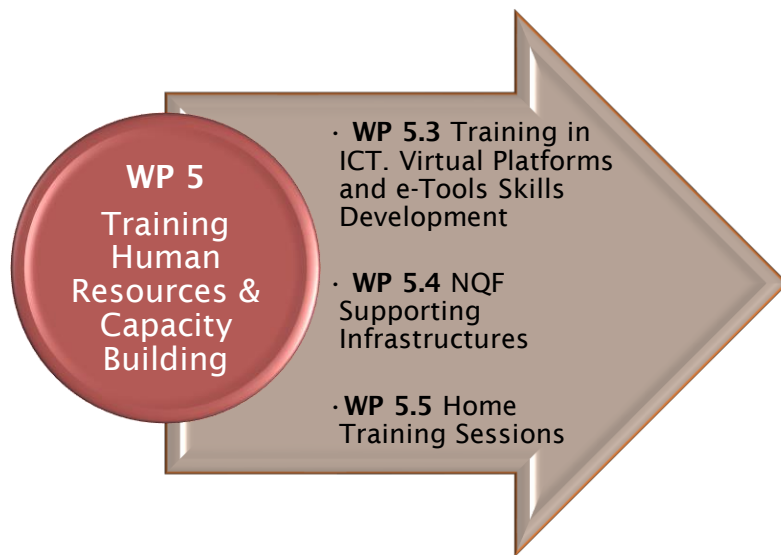 WP 5
Training
Human
Resources &
Capacity
Building
· WP 5.3 Training in
ICT. Virtual Platforms
and e-Tools Skills
Development
· WP 5.4 NQF
Supporting
Infrastructures
· WP 5.5 Home
Training Sessions